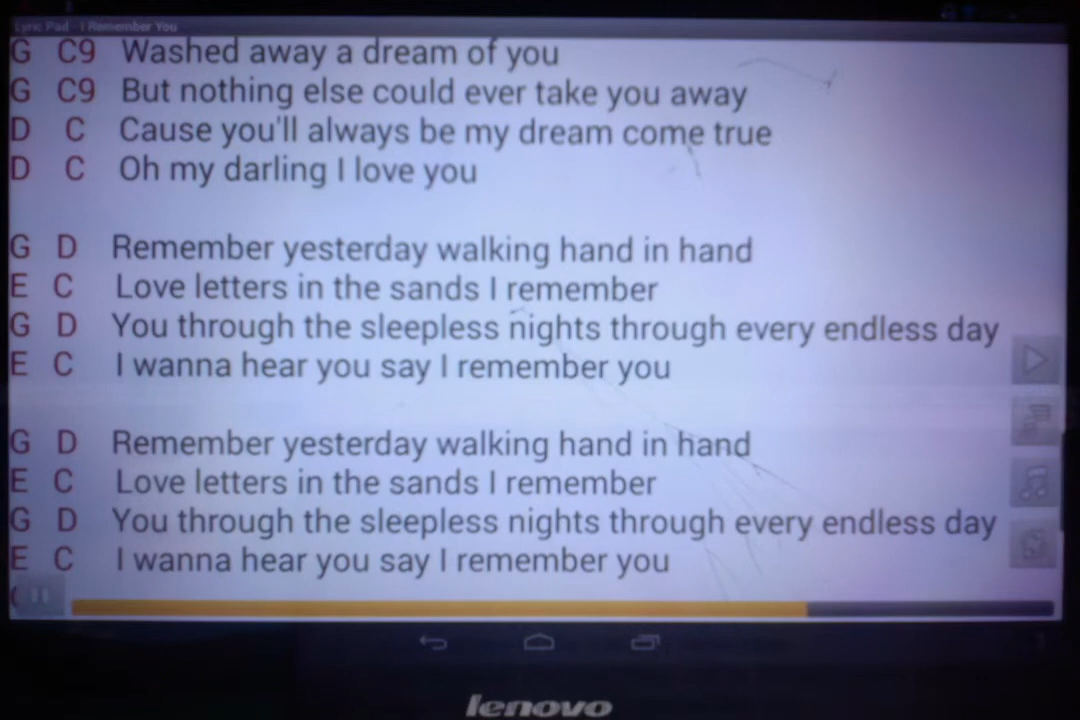 Lyric Pad - I Remember You
G C9 Washed away a dream of you
G C9 But nothing else could ever take you away
D C Cause you'll always be my dream come true
D C Oh my darling I love you
G D Remember yesterday walking hand in hand
E C Love letters in the sands I remember
G D You through the sleepless nights through every endless day
E C I wanna hear you say I remember you
G D Remember yesterday walking hand in hand
E C Love letters in the sands I remember
G D You through the sleepless nights through every endless day
E C I wanna hear you say I remember you
lenovo